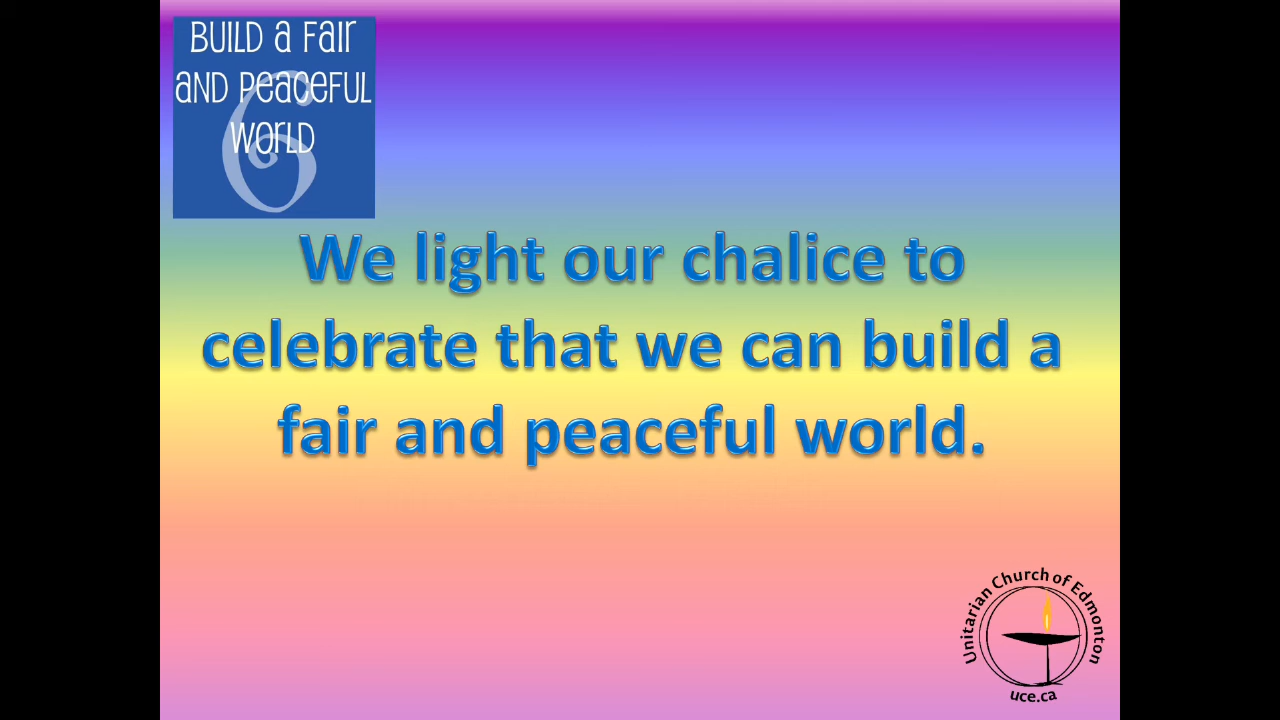 BUILD a FaIr
aND PeaceFUL
WOrLD
6
We light our chalice to
celebrate that we can build a
fair and peaceful world.
Unitarian Church of Edmonton
uce.ca